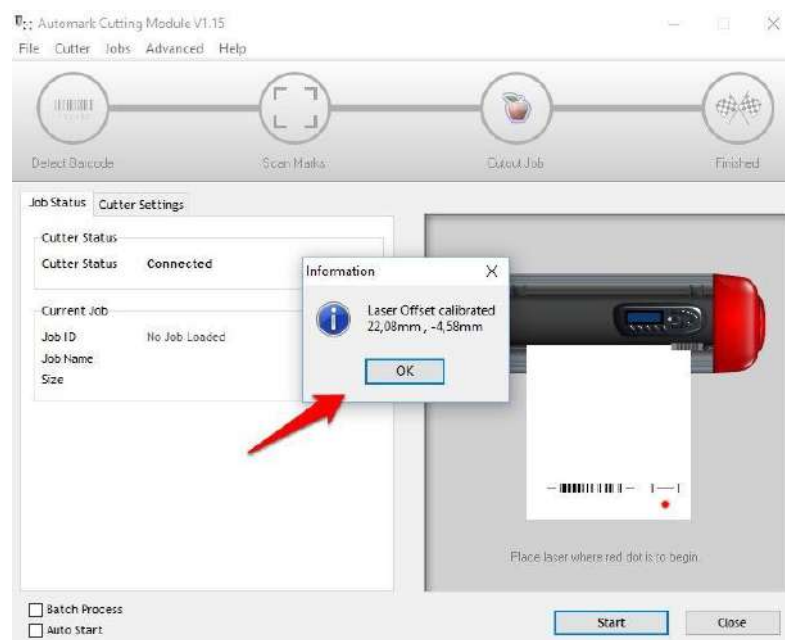 Automark Cutting Module V1.15
File Cutter Jobs Advanced Help
Detect Barcode Scan Marks Cutout Job Finished
Job Status Cutter Settings
Cutter Status
Cutter Status Connected
Current Job
Job ID No Job Loaded
Job Name
Size
Information
Laser Offset calibrated
22,08mm , -4,58mm
OK
Place laser where red dot is to begin.
Batch Process
Auto Start
Start Close